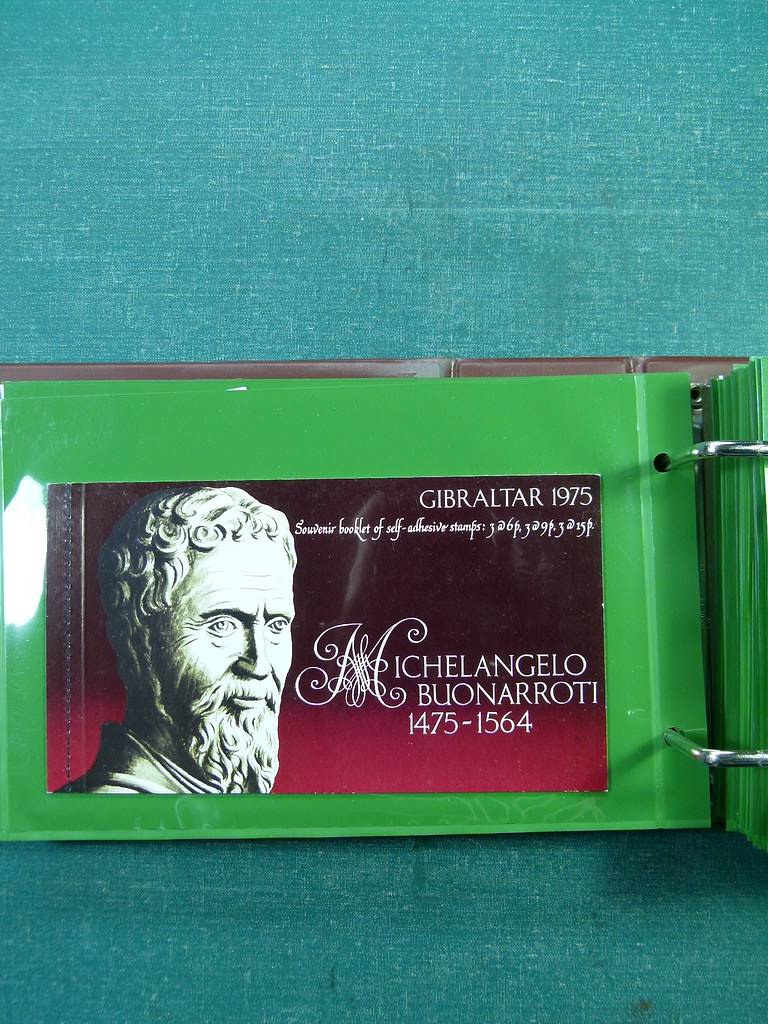 GIBRALTAR 1975
Souvenir booklet of self-adhesive stamps: 3@6p, 3@9p, 3@15p.
MICHELANGELO
BUONARROTI
1475-1564